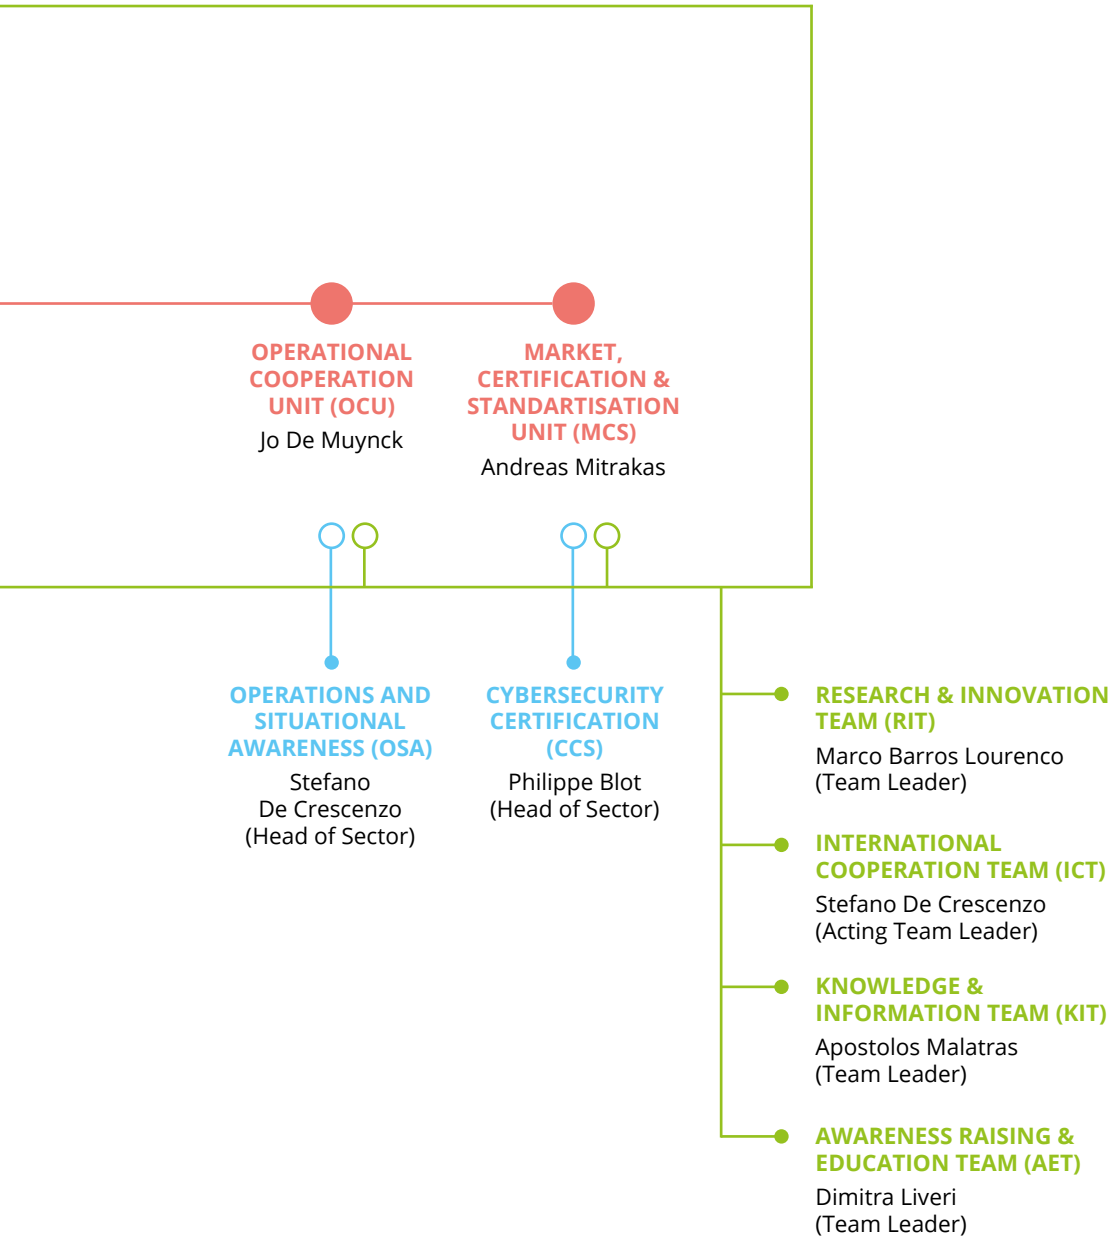 OPERATIONAL
COOPERATION
UNIT (OCU)
Jo De Muynck
MARKET,
CERTIFICATION &
STANDARTISATION
UNIT (MCS)
Andreas Mitrakas
OPERATIONS AND
SITUATIONAL
AWARENESS (OSA)
Stefano
De Crescenzo
(Head of Sector)
CYBERSECURITY
CERTIFICATION
(CCS)
Philippe Blot
(Head of Sector)
RESEARCH & INNOVATION
TEAM (RIT)
Marco Barros Lourenco
(Team Leader)
INTERNATIONAL
COOPERATION TEAM (ICT)
Stefano De Crescenzo
(Acting Team Leader)
KNOWLEDGE &
INFORMATION TEAM (KIT)
Apostolos Malatras
(Team Leader)
AWARENESS RAISING &
EDUCATION TEAM (AET)
Dimitra Liveri
(Team Leader)